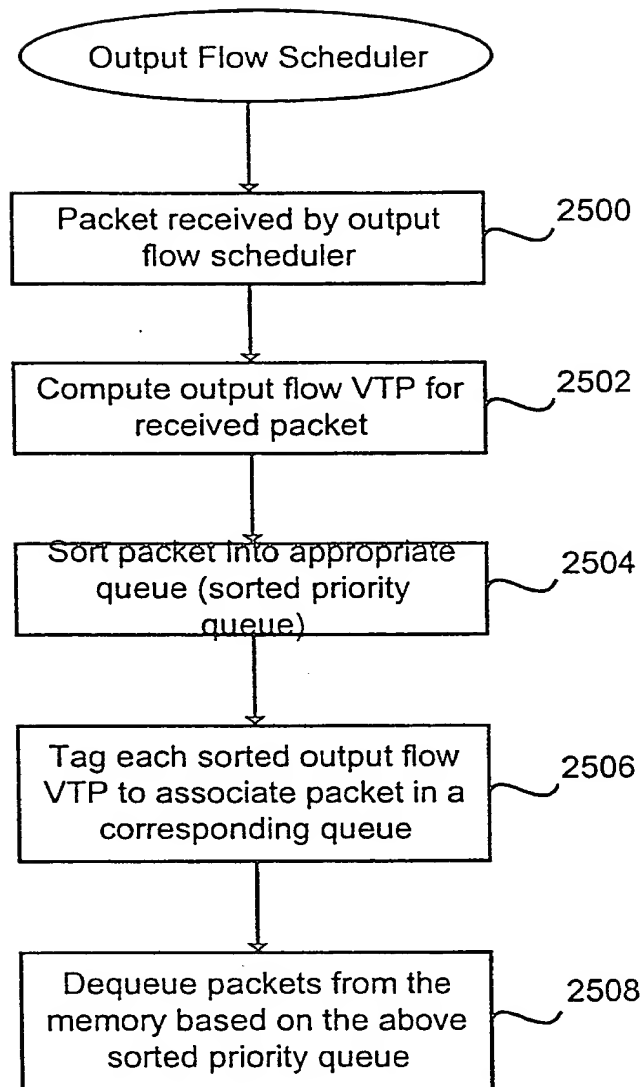 Output Flow Scheduler
Packet received by output
flow scheduler
2500
Compute output flow VTP for
received packet
2502
Sort packet into appropriate
queue (sorted priority
queue)
2504
Tag each sorted output flow
VTP to associate packet in a
corresponding queue
2506
Dequeue packets from the
memory based on the above
sorted priority queue
2508